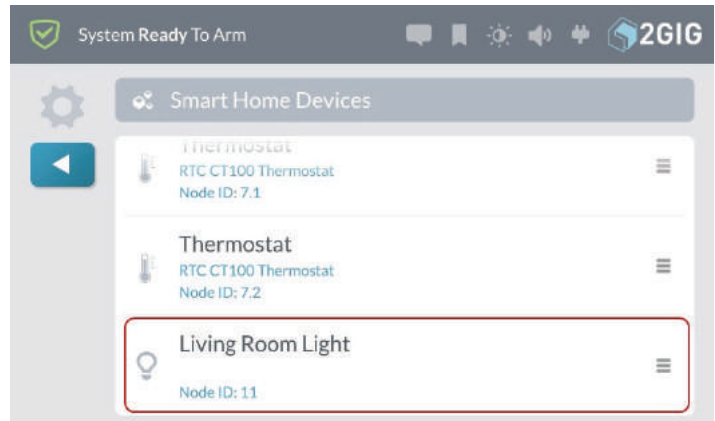 System Ready To Arm
2GIG
Smart Home Devices
Thermostat
RTC CT100 Thermostat
Node ID: 7.1
Thermostat
RTC CT100 Thermostat
Node ID: 7.2
Living Room Light
Node ID: 11